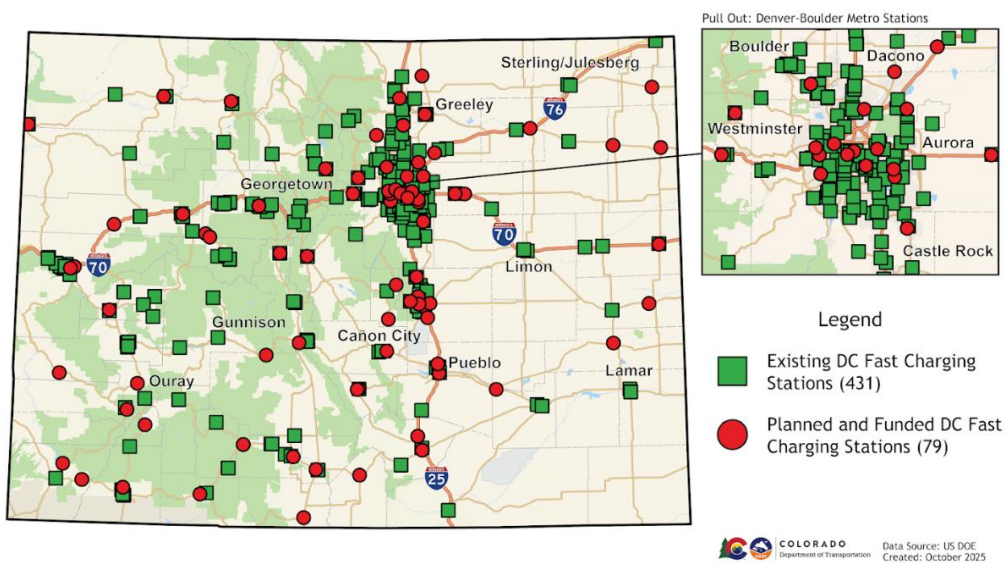 Pull Out: Denver-Boulder Metro Stations
Boulder
Dacono
Westminster
Aurora
Castle Rock
Sterling/Julesberg
76
Greeley
Georgetown
70
Limon
70
Gunnison
Cañon City
Pueblo
Lamar
Ouray
25
Legend
Existing DC Fast Charging
Stations (431)
Planned and Funded DC Fast
Charging Stations (79)
COLORADO
Department of Transportation
Data Source: US DOE
Created: October 2025